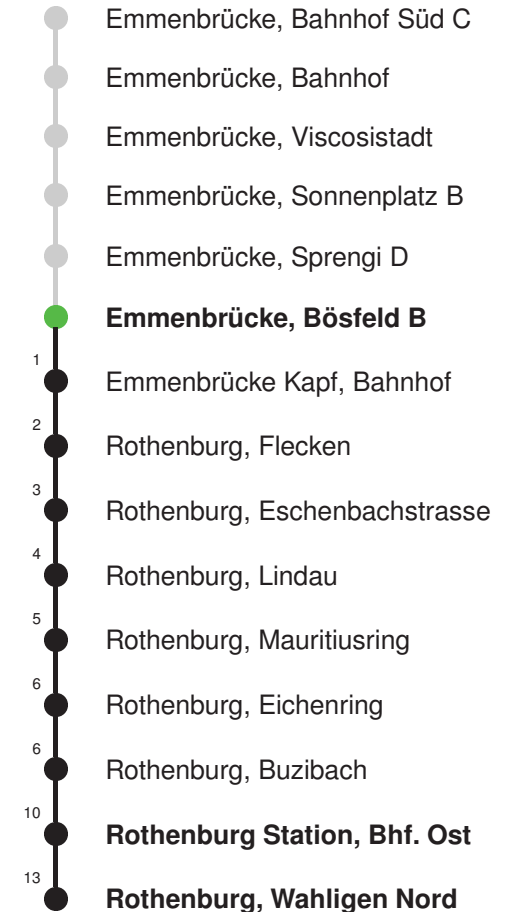 Emmenbrücke, Bahnhof Süd C
Emmenbrücke, Bahnhof
Emmenbrücke, Viscosistadt
Emmenbrücke, Sonnenplatz B
Emmenbrücke, Sprengi D
Emmenbrücke, Bösfeld B
1 Emmenbrücke Kapf, Bahnhof
2 Rothenburg, Flecken
3 Rothenburg, Eschenbachstrasse
4 Rothenburg, Lindau
5 Rothenburg, Mauritiusring
6 Rothenburg, Eichenring
6 Rothenburg, Buzibach
10 Rothenburg Station, Bhf. Ost
13 Rothenburg, Wahligen Nord